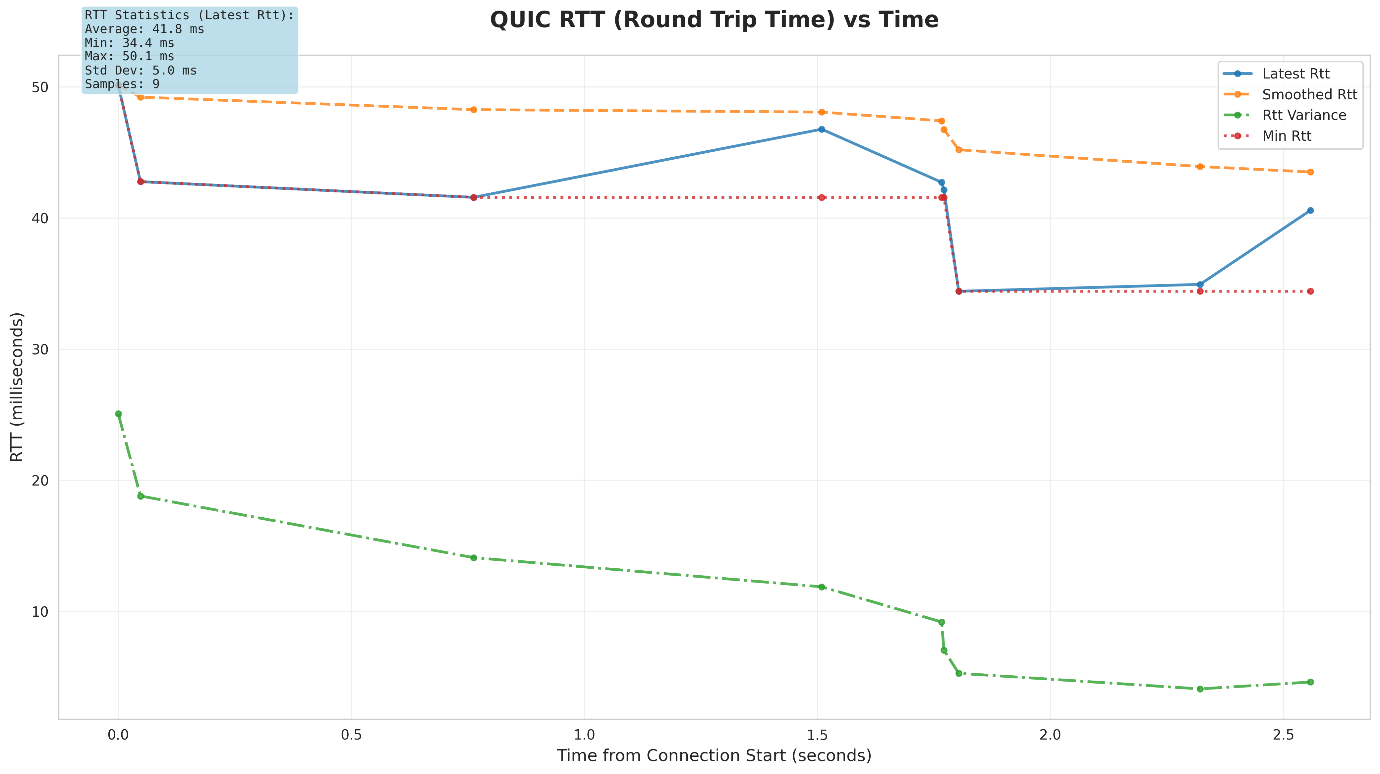 QUIC RTT (Round Trip Time) vs Time
RTT Statistics (Latest Rtt):
Average: 41.8 ms
Min: 34.4 ms
Max: 50.1 ms
Std Dev: 5.0 ms
Samples: 9
Latest Rtt
Smoothed Rtt
Rtt Variance
Min Rtt
RTT (milliseconds)
50
40
30
20
10
0.0
0.5
1.0
1.5
2.0
2.5
Time from Connection Start (seconds)